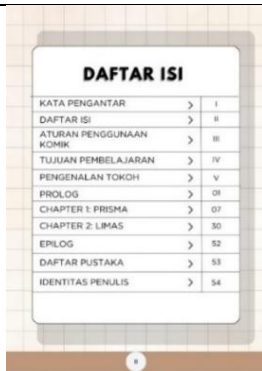 DAFTAR ISI
KATA PENGANTAR > I
DAFTAR ISI > II
ATURAN PENGGUNAAN > III
KOMIK
TUJUAN PEMBELAJARAN > IV
PENGENALAN TOKOH > V
PROLOG > 01
CHAPTER 1: PRISMA > 07
CHAPTER 2: LIMAS > 30
EPILOG > 52
DAFTAR PUSTAKA > 53
IDENTITAS PENULIS > 54
II